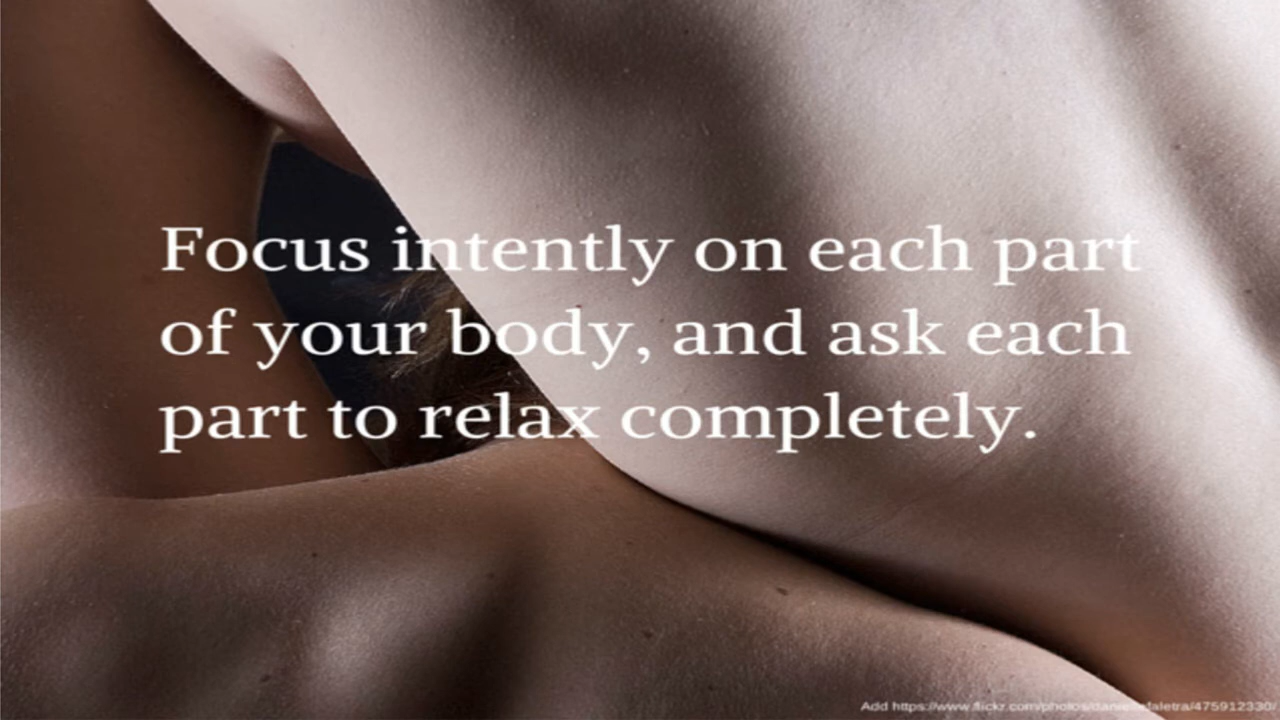 Focus intently on each part
of your body, and ask each
part to relax completely.
Add https://www.flickr.com/photos/